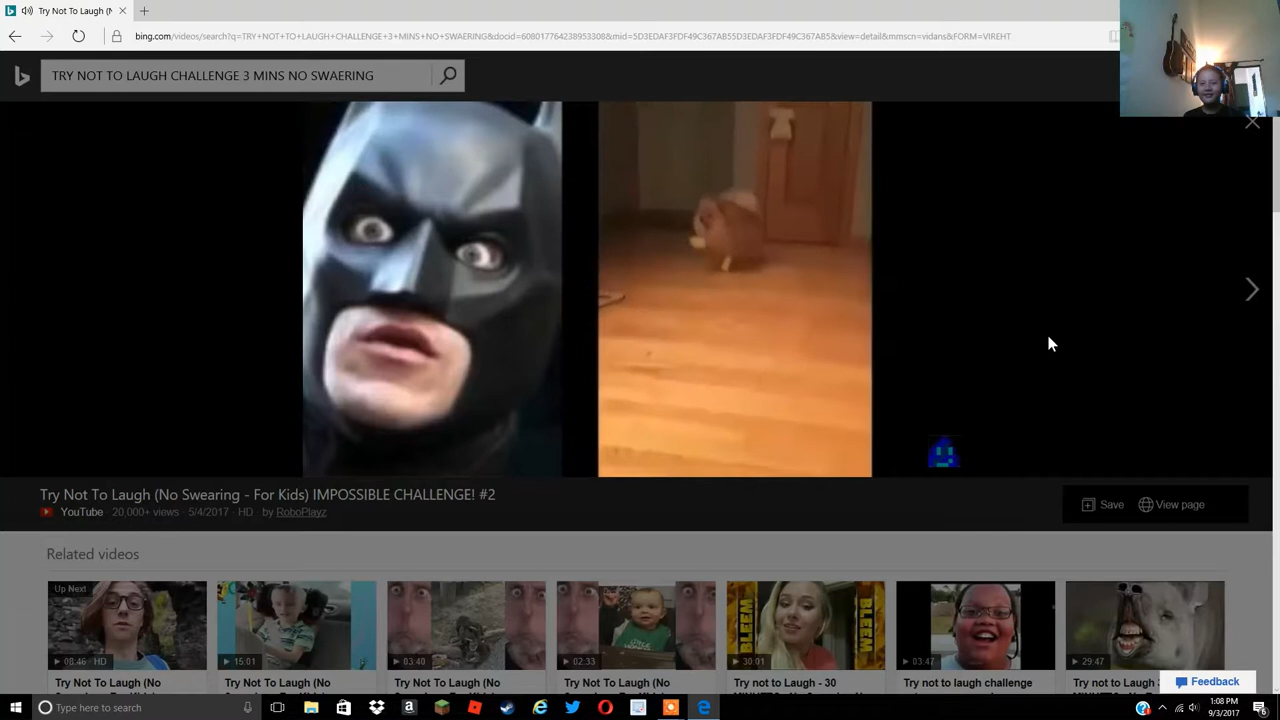 Try Not To Laugh (
bing.com/videos/search?q=TRY+NOT+TO+LAUGH+CHALLENGE+3+MINS+NO+SWAERING&docid=608017764238953308&mid=5D3EDAF3FDF49C367AB55D3EDAF3FDF49C367AB5&view=detail&mmscn=vidans&FORM=VIREHT
TRY NOT TO LAUGH CHALLENGE 3 MINS NO SWAERING
Try Not To Laugh (No Swearing - For Kids) IMPOSSIBLE CHALLENGE! #2
YouTube · 20,000+ views · 5/4/2017 · HD · by RoboPlayz
Save View page
Related videos
Up Next
BLEEM BLEEM
08:46 · HD 15:01 03:40 02:33 30:01 03:47 29:47
Try Not To Laugh (No Try Not To Laugh (No Try Not To Laugh (No Try Not To Laugh (No Try not to Laugh - 30 Try not to laugh challenge Try not to Laugh
Feedback
Type here to search
1:08 PM
9/3/2017